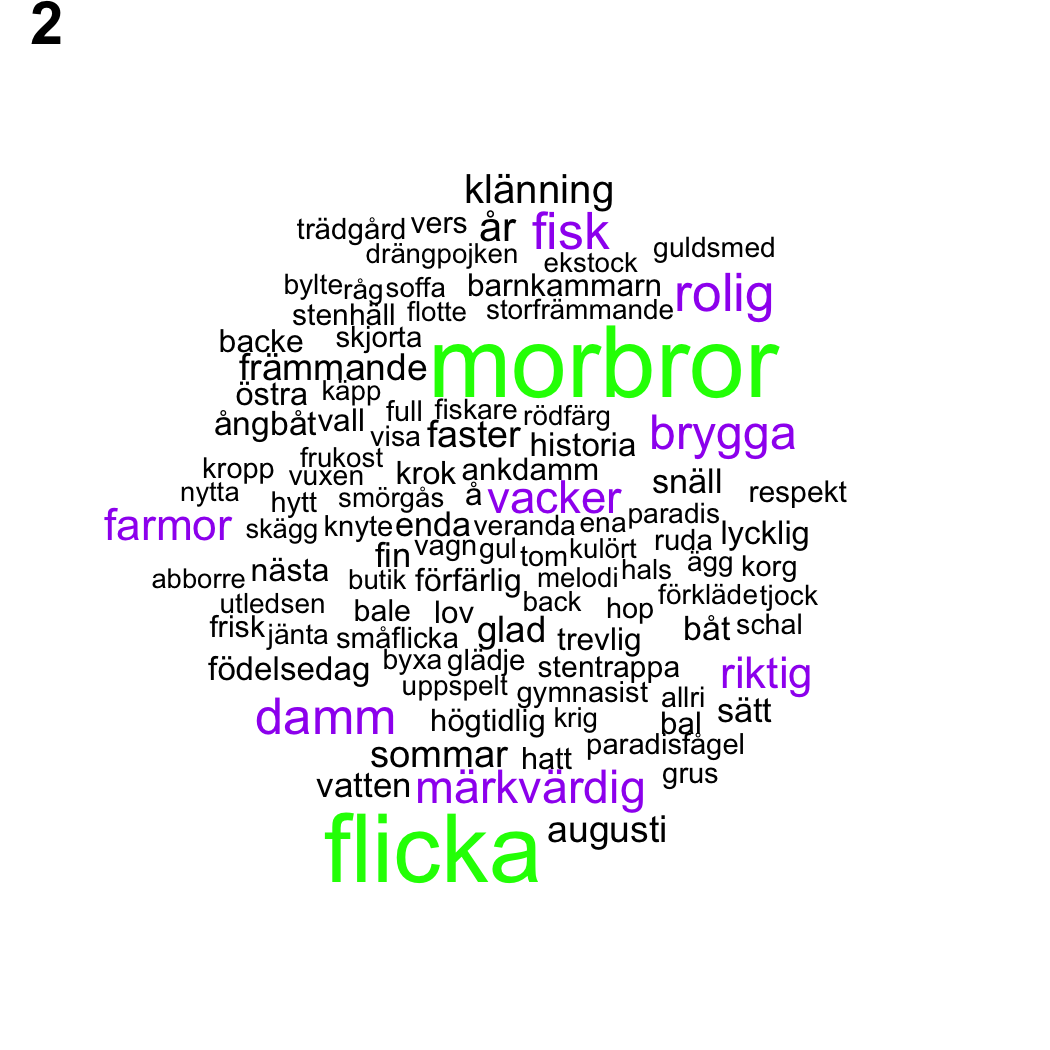 2
klänning
trädgård vers år fisk
drängpojken ekstock guldsmed
bylte råg soffa barnkammarn rolig
stenhäll flotte storfrämmande
backe skjorta morbror
främmande
östra käpp
ångbåt vall full fiskare rödfärg brygga
visa faster historia
kropp frukost vuxen krok ankdamm snäll
nytta hytt smörgås å vacker respekt
farmor skägg knyte enda veranda ena paradis lycklig
fin vagn gul tom kulört ruda
abborre nästa butik förfärlig melodi hals ägg korg
utledsen bale lov back hop förkläde tjock
frisk jänta småflicka glad trevlig båt schal
födelsedag byxa glädje stentrappa riktig
uppspelt gymnasist allri
damm högtidlig krig bal sätt
sommar hatt paradisfågel
vatten märkvärdig grus
flicka augusti